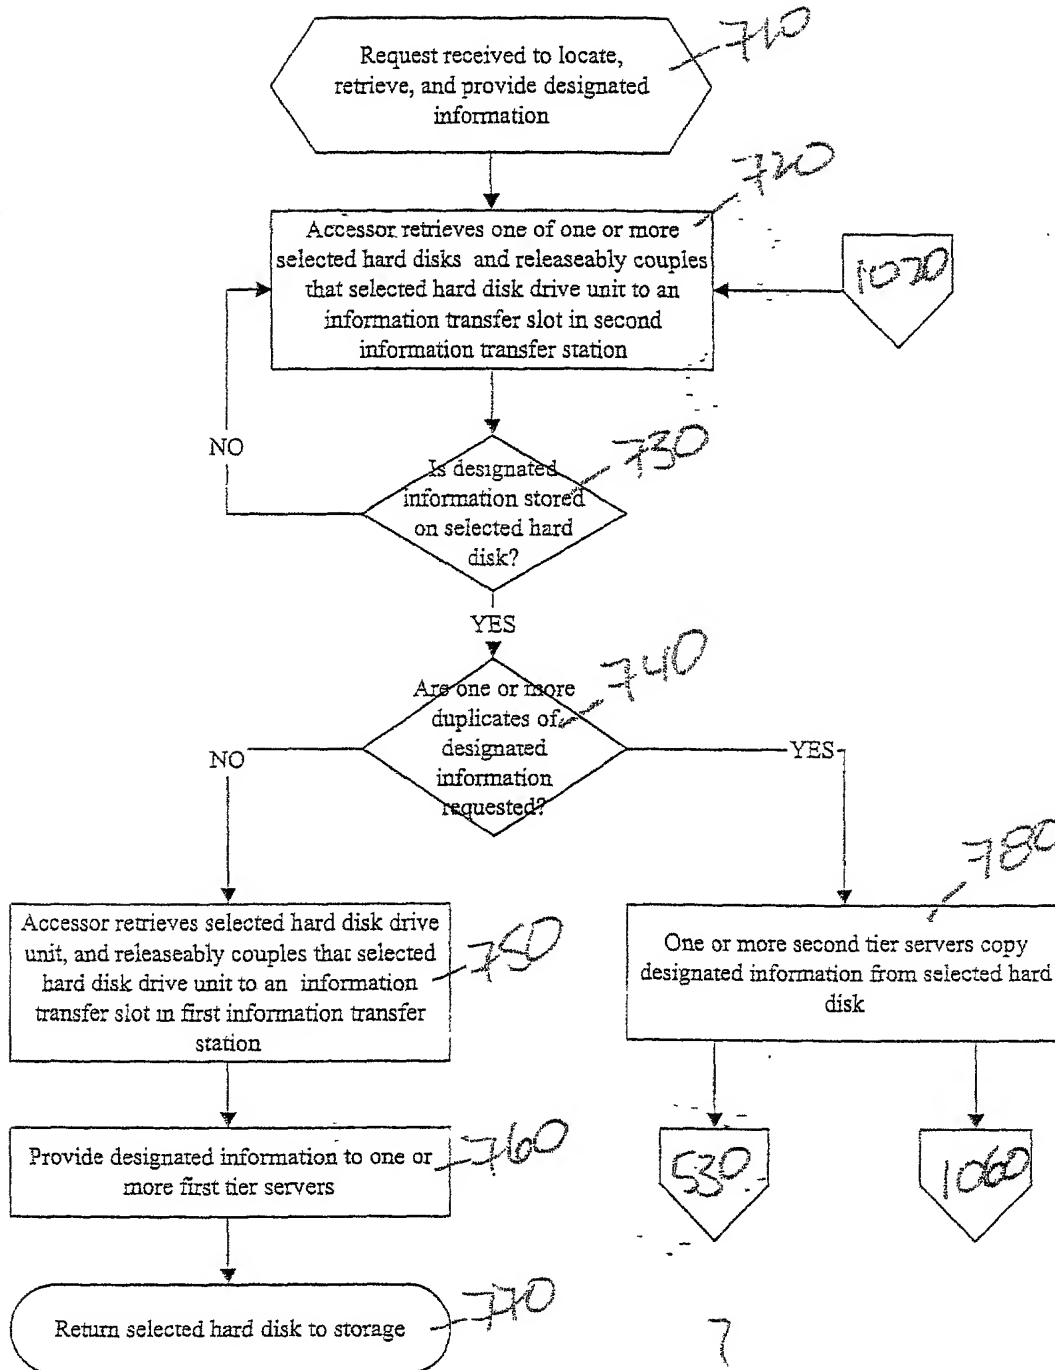 710
Request received to locate,
retrieve, and provide designated
information
720
Accessor retrieves one of one or more
selected hard disks and releaseably couples
that selected hard disk drive unit to an
information transfer slot in second
information transfer station
1020
NO
730
Is designated
information stored
on selected hard
disk?
YES
740
Are one or more
duplicates of
designated
information
requested?
NO
YES
780
Accessor retrieves selected hard disk drive
unit, and releaseably couples that selected
hard disk drive unit to an information
transfer slot in first information transfer
station
750
One or more second tier servers copy
designated information from selected hard
disk
Provide designated information to one or
more first tier servers
760
530
1060
Return selected hard disk to storage
770
7